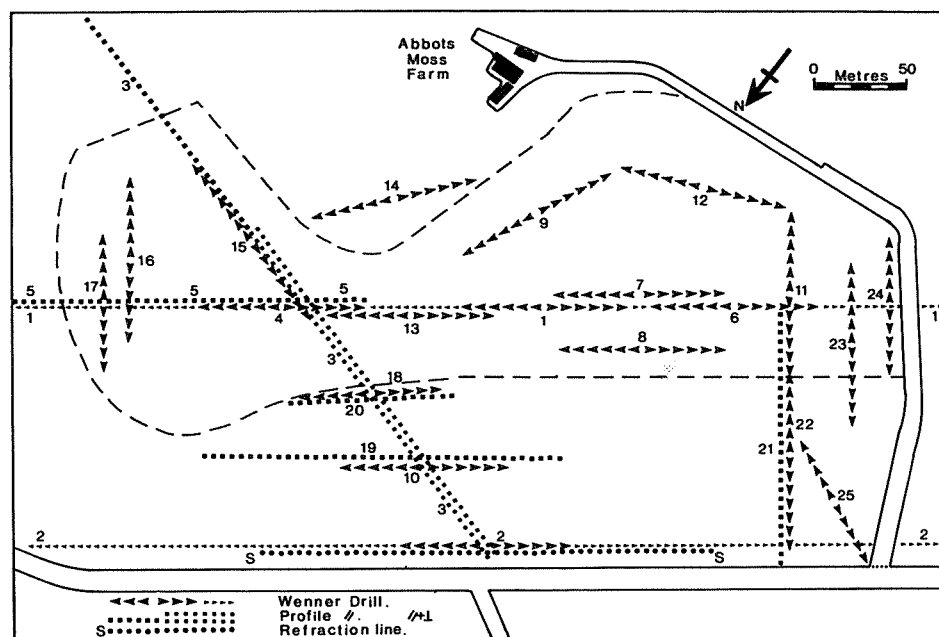 Abbots
Moss
Farm
N
0 Metres 50
3
14
9
12
15
16
17
5 5 5
7
11
24
1 4 13 1 6 1
8
23
3
18
20
22
19
21
10
25
3
2 2 2
S S
Wenner Drill.
Profile //. //+⊥
S Refraction line.